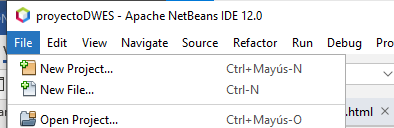 proyectoDWES - Apache NetBeans IDE 12.0
File Edit View Navigate Source Refactor Run Debug
New Project... Ctrl+Mayús-N
New File... Ctrl-N
.html
Open Project... Ctrl+Mayús-O